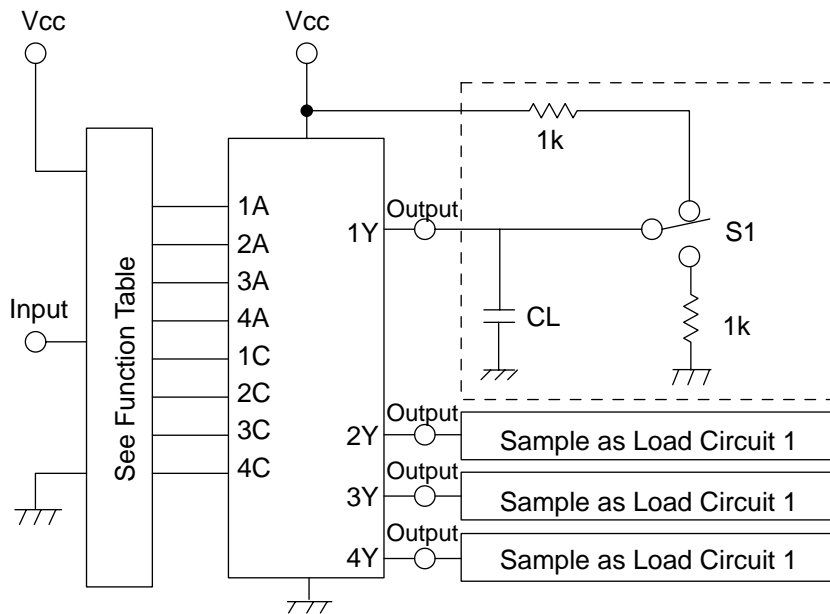 Vcc
Vcc
1k
Output
1A
1Y
S1
2A
3A
See Function Table
Input
4A
CL
1k
1C
2C
Output
3C
2Y
Sample as Load Circuit 1
4C
Output
3Y
Sample as Load Circuit 1
Output
4Y
Sample as Load Circuit 1